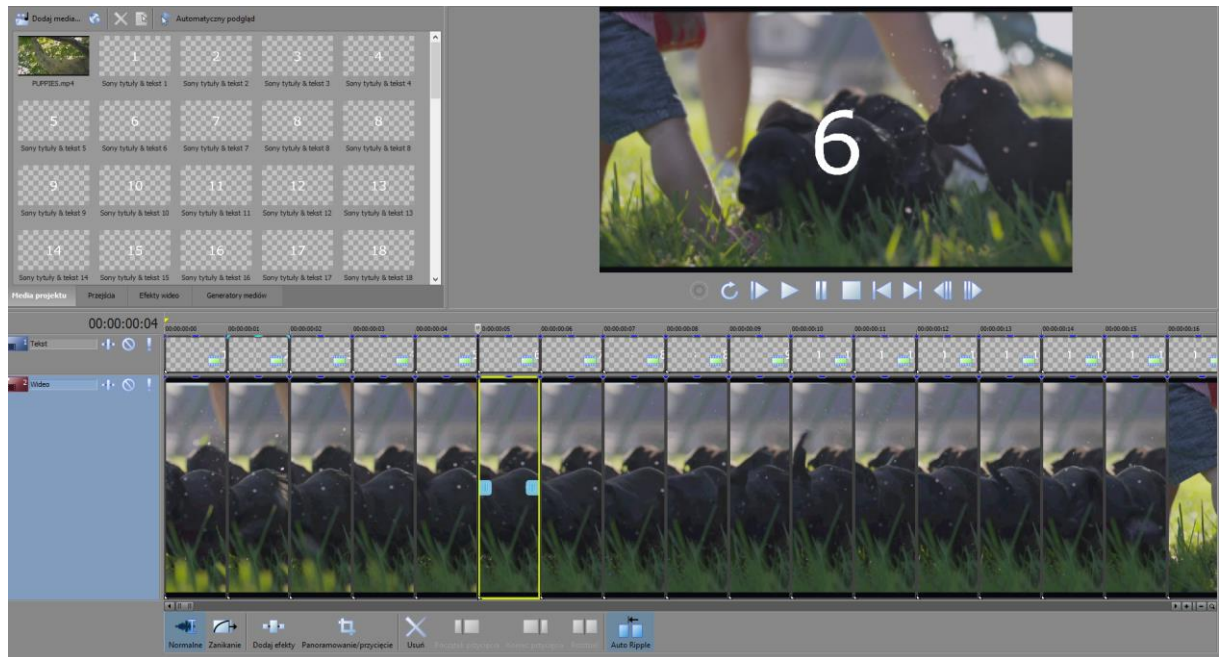 Dodaj media... Automatyczny podgląd
1 2 3 4
PUPPIES.mp4 Sony tytuły & tekst 1 Sony tytuły & tekst 2 Sony tytuły & tekst 3 Sony tytuły & tekst 4
5 6 7 8 8
Sony tytuły & tekst 5 Sony tytuły & tekst 6 Sony tytuły & tekst 7 Sony tytuły & tekst 8 Sony tytuły & tekst 8
9 10 11 12 13
Sony tytuły & tekst 9 Sony tytuły & tekst 10 Sony tytuły & tekst 11 Sony tytuły & tekst 12 Sony tytuły & tekst 13
14 15 16 17 18
Sony tytuły & tekst 14 Sony tytuły & tekst 15 Sony tytuły & tekst 16 Sony tytuły & tekst 17 Sony tytuły & tekst 18
Media projektu Przejścia Efekty wideo Generatory mediów
6
00:00:00:04 00:00:00:00 00:00:00:01 00:00:00:02 00:00:00:03 00:00:00:04 0:00:00:05 00:00:00:06 00:00:00:07 00:00:00:08 00:00:00:09 00:00:00:10 00:00:00:11 00:00:00:12 00:00:00:13 00:00:00:14 00:00:00:15 00:00:00:16
1 Tekst
2 Wideo
Normalne Zanikanie Dodaj efekty Panoramowanie/przycięcie Usuń Auto Ripple